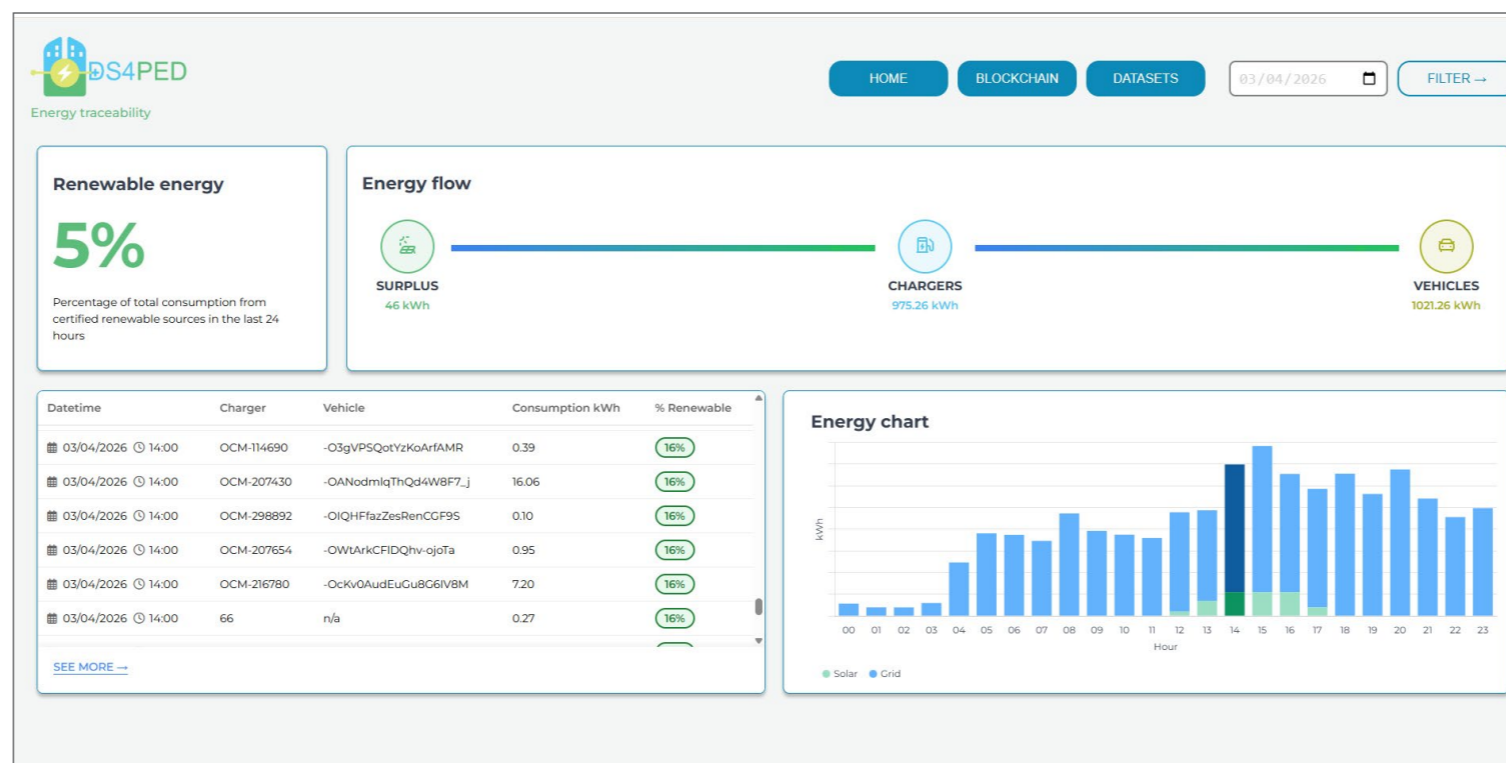 DS4PED
Energy traceability
HOME
BLOCKCHAIN
DATASETS
03/04/2026
FILTER →
Renewable energy
5%
Percentage of total consumption from
certified renewable sources in the last 24
hours
Energy flow
SURPLUS
46 kWh
CHARGERS
975.26 kWh
VEHICLES
1021.26 kWh
Datetime Charger Vehicle Consumption kWh % Renewable
03/04/2026 14:00 OCM-114690 -O3gVPSQotYzKoArfAMR 0.39 16%
03/04/2026 14:00 OCM-207430 -OANodmlqThQd4W8F7_j 16.06 16%
03/04/2026 14:00 OCM-298892 -OIQHFfazZesRenCGF9S 0.10 16%
03/04/2026 14:00 OCM-207654 -OWtArkCFlDQhv-ojoTa 0.95 16%
03/04/2026 14:00 OCM-216780 -OcKv0AudEuGu8G6IV8M 7.20 16%
03/04/2026 14:00 66 n/a 0.27 16%
SEE MORE →
Energy chart
kWh
00 01 02 03 04 05 06 07 08 09 10 11 12 13 14 15 16 17 18 19 20 21 22 23
Hour
Solar Grid